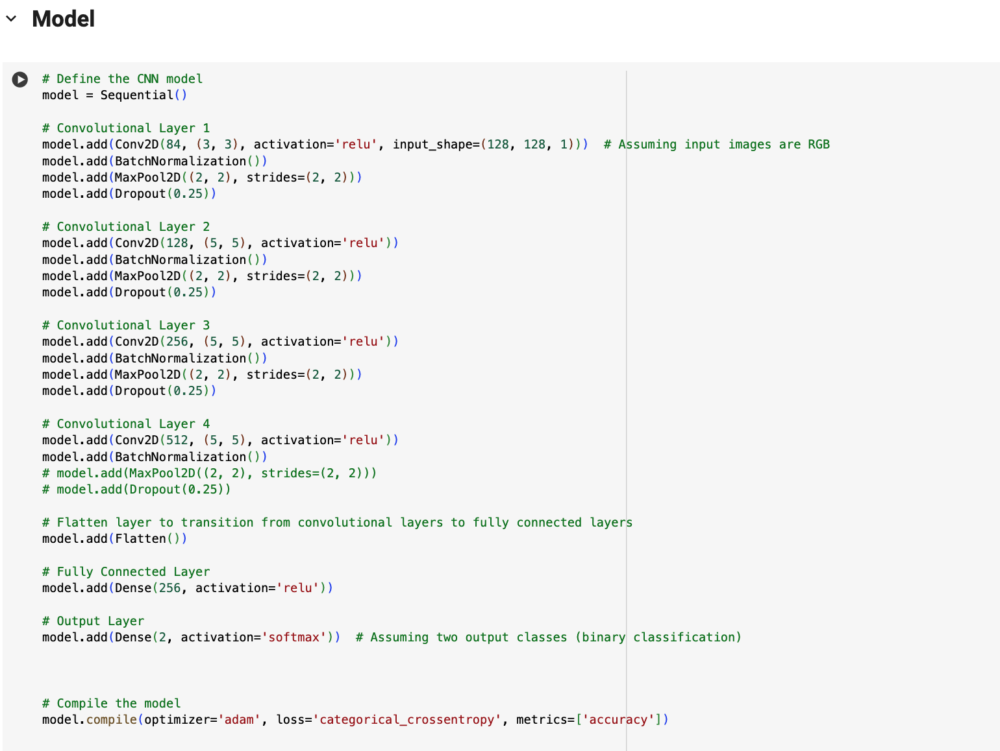 Model
# Define the CNN model
model = Sequential()
# Convolutional Layer 1
model.add(Conv2D(84, (3, 3), activation='relu', input_shape=(128, 128, 1)))  # Assuming input images are RGB
model.add(BatchNormalization())
model.add(MaxPool2D((2, 2), strides=(2, 2)))
model.add(Dropout(0.25))
# Convolutional Layer 2
model.add(Conv2D(128, (5, 5), activation='relu'))
model.add(BatchNormalization())
model.add(MaxPool2D((2, 2), strides=(2, 2)))
model.add(Dropout(0.25))
# Convolutional Layer 3
model.add(Conv2D(256, (5, 5), activation='relu'))
model.add(BatchNormalization())
model.add(MaxPool2D((2, 2), strides=(2, 2)))
model.add(Dropout(0.25))
# Convolutional Layer 4
model.add(Conv2D(512, (5, 5), activation='relu'))
model.add(BatchNormalization())
# model.add(MaxPool2D((2, 2), strides=(2, 2)))
# model.add(Dropout(0.25))
# Flatten layer to transition from convolutional layers to fully connected layers
model.add(Flatten())
# Fully Connected Layer
model.add(Dense(256, activation='relu'))
# Output Layer
model.add(Dense(2, activation='softmax'))  # Assuming two output classes (binary classification)
# Compile the model
model.compile(optimizer='adam', loss='categorical_crossentropy', metrics=['accuracy'])